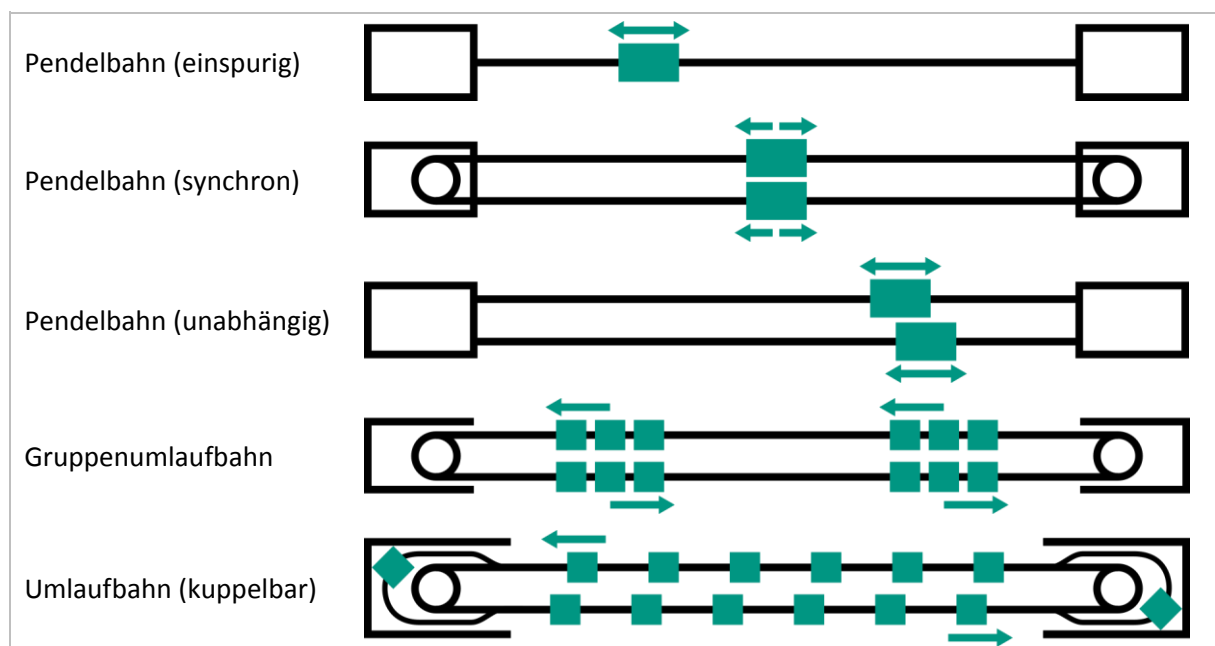 Pendelbahn (einspurig)
Pendelbahn (synchron)
Pendelbahn (unabhängig)
Gruppenumlaufbahn
Umlaufbahn (kuppelbar)